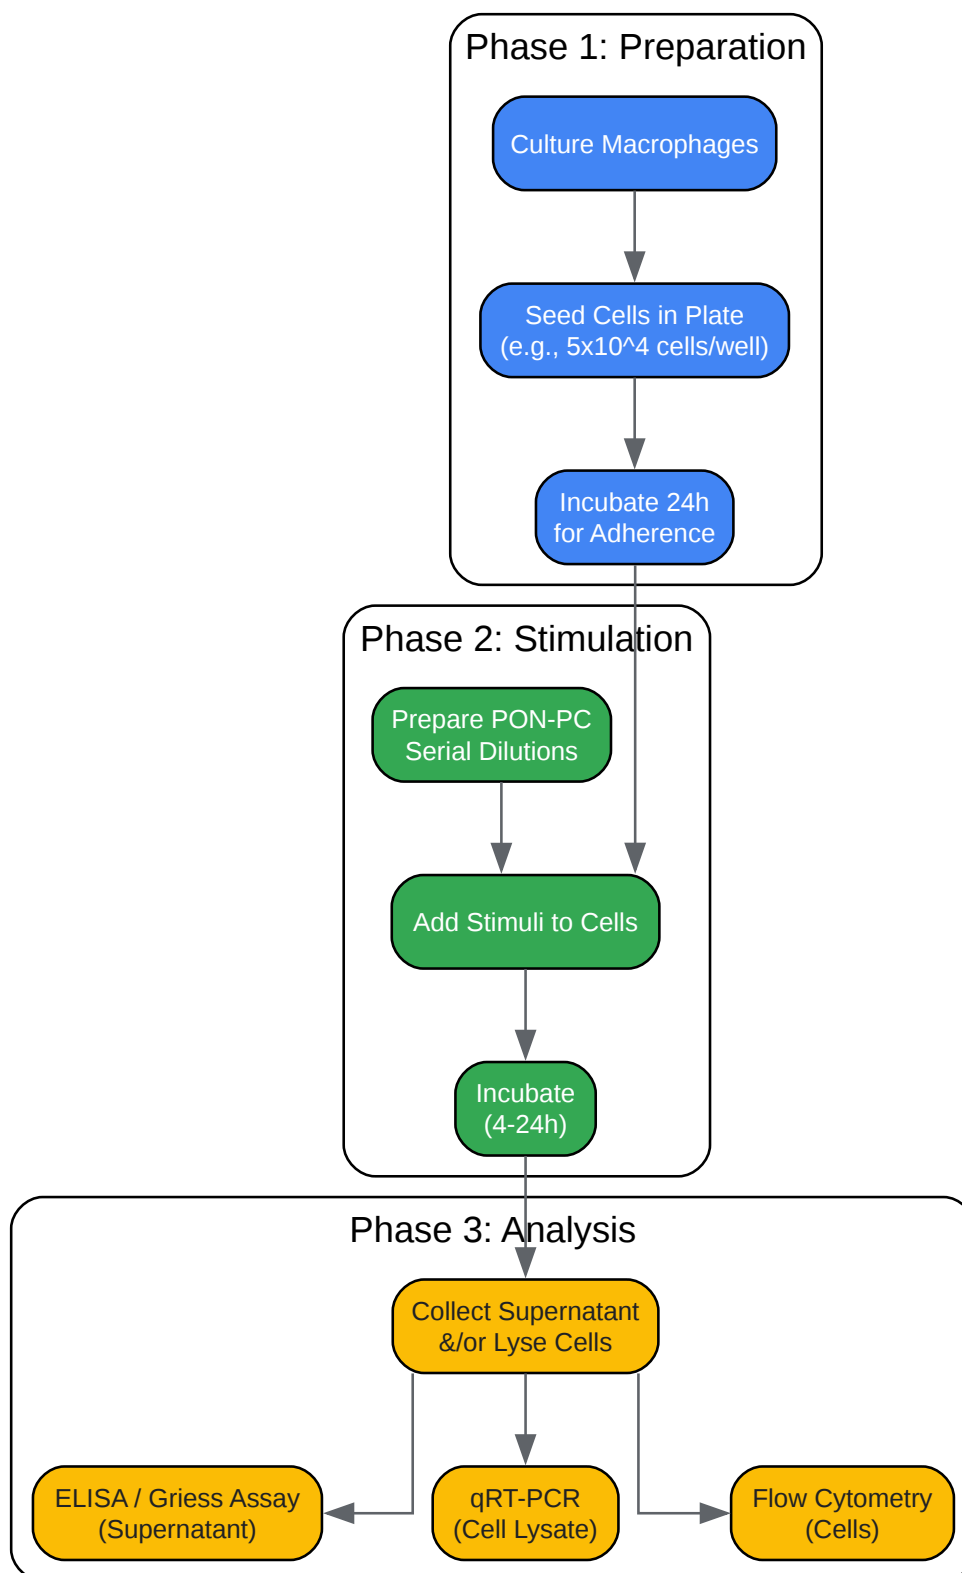 Phase 1: Preparation
Culture Macrophages
Seed Cells in Plate
(e.g., 5x10^4 cells/well)
Incubate 24h
for Adherence
Phase 2: Stimulation
Prepare PON-PC
Serial Dilutions
Add Stimuli to Cells
Incubate
(4-24h)
Phase 3: Analysis
Collect Supernatant
&/or Lyse Cells
ELISA / Griess Assay
(Supernatant)
qRT-PCR
(Cell Lysate)
Flow Cytometry
(Cells)